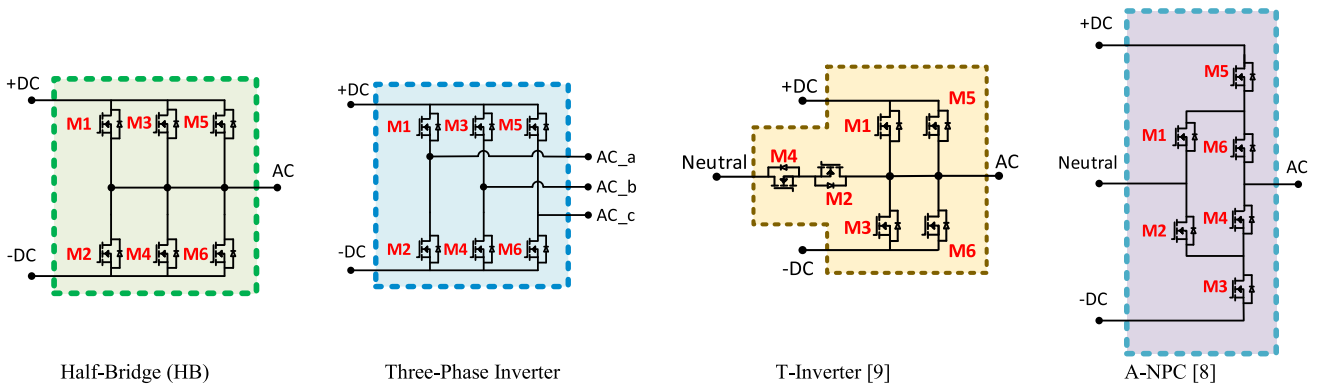 +DC
M1 M3 M5
AC
M2 M4 M6
-DC
Half-Bridge (HB)
+DC
M1 M3 M5
AC_a
AC_b
AC_c
M2 M4 M6
-DC
Three-Phase Inverter
+DC
M5
M1
Neutral
M4
M2
AC
M3
M6
-DC
T-Inverter [9]
+DC
M5
M1
M6
Neutral
AC
M2
M4
M3
-DC
A-NPC [8]